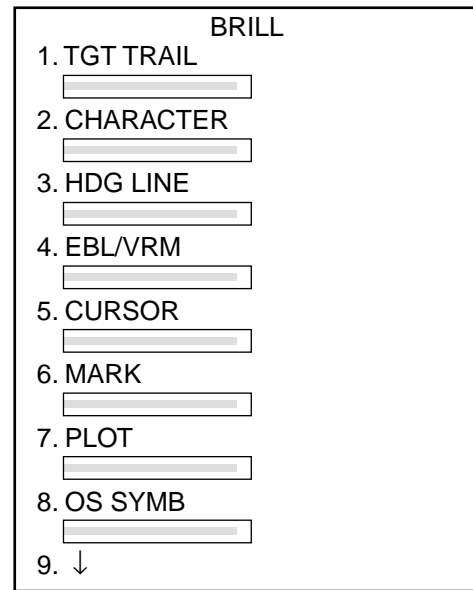 BRILL
1. TGT TRAIL
2. CHARACTER
3. HDG LINE
4. EBL/VRM
5. CURSOR
6. MARK
7. PLOT
8. OS SYMB
9. ↓